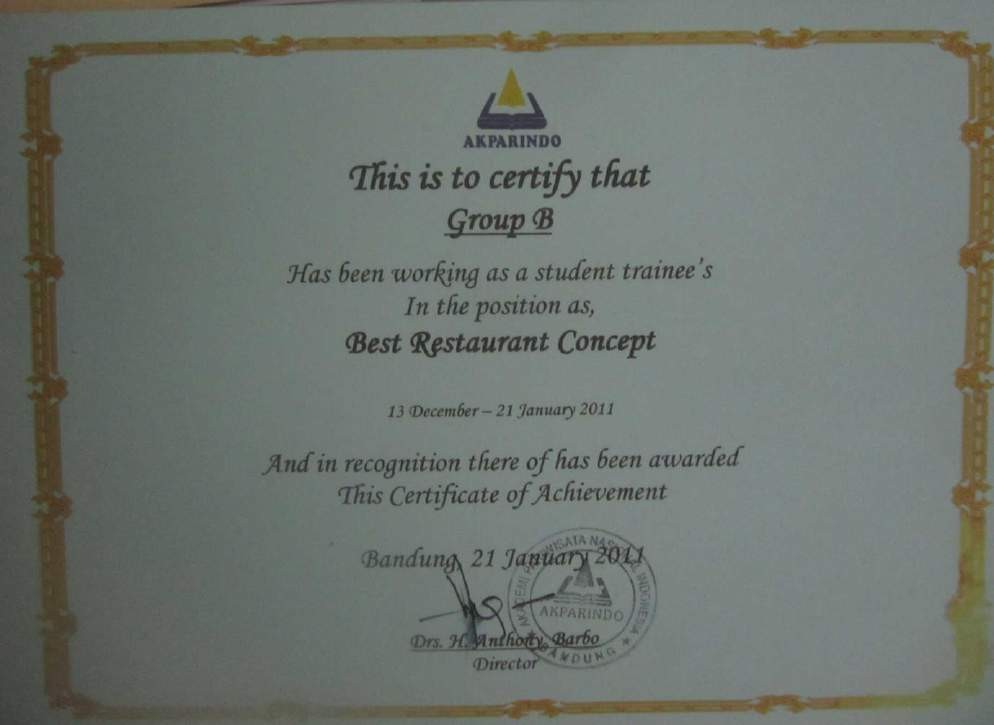 AKPARINDO
This is to certify that
Group B
Has been working as a student trainee's
In the position as,
Best Restaurant Concept
13 December – 21 January 2011
And in recognition there of has been awarded
This Certificate of Achievement
Bandung, 21 January 2011
AKADEMI PARIWISATA NASIONAL INDONESIA
AKPARINDO
BANDUNG
Drs. H. Anthony Barbo
Director